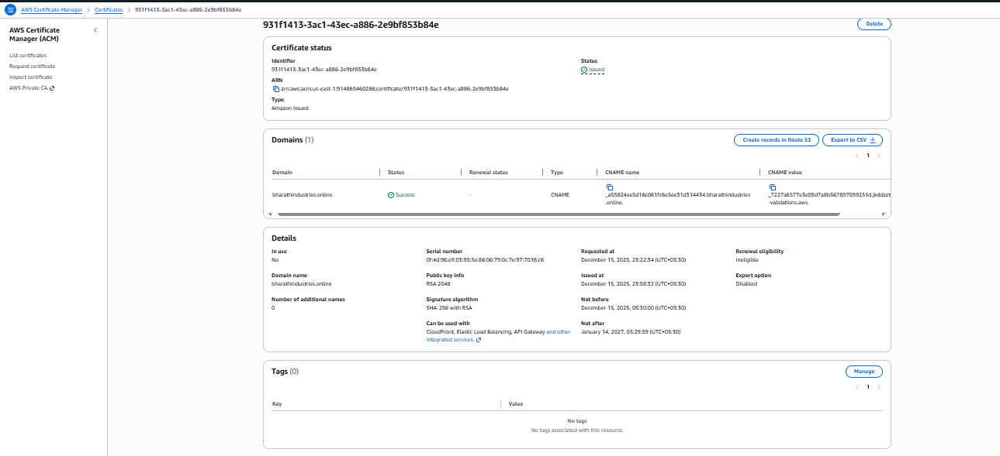 AWS Certificate Manager > Certificates > 931f1413-3ac1-43ec-a886-2e9bf853b84e
AWS Certificate
Manager (ACM)
List certificates
Request certificate
Import certificate
AWS Private CA
931f1413-3ac1-43ec-a886-2e9bf853b84e
Delete
Certificate status
Identifier
931f1413-3ac1-43ec-a886-2e9bf853b84e
Status
Issued
ARN
arn:aws:acm:us-east-1:914865460286:certificate/931f1413-3ac1-43ec-a886-2e9bf853b84e
Type
Amazon Issued
Domains (1)
Create records in Route 53
Export to CSV
< 1 >
Domain Status Renewal status Type CNAME name CNAME value
bharathindustries.online Success - CNAME
_a55824ee5d16c061fc6e5ee31d314434.bharathindustries
.online.
_7227a6577e3e05d7a8b567897099251d.jkddzzt
-validations.aws.
Details
In use
No
Domain name
bharathindustries.online
Number of additional names
0
Serial number
0f:4d:96:e9:03:95:5e:86:06:79:0c:7e:97:70:f6:c8
Public key info
RSA 2048
Signature algorithm
SHA-256 with RSA
Can be used with
CloudFront, Elastic Load Balancing, API Gateway and other
integrated services.
Requested at
December 15, 2025, 23:22:34 (UTC+05:30)
Issued at
December 15, 2025, 23:58:32 (UTC+05:30)
Not before
December 15, 2025, 05:30:00 (UTC+05:30)
Not after
January 14, 2027, 05:29:59 (UTC+05:30)
Renewal eligibility
Ineligible
Export option
Disabled
Tags (0)
Manage
< 1 >
Key Value
No tags
No tags associated with this resource.